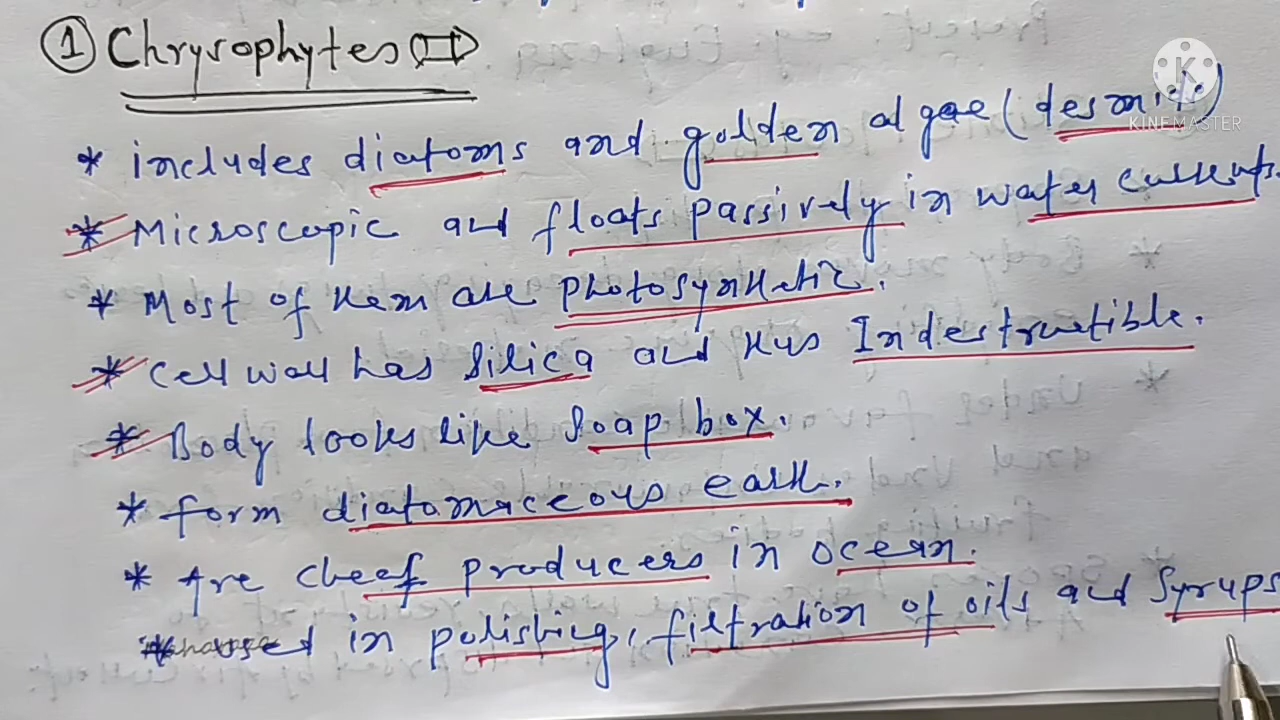 ① Chrysophytes
* includes diatoms and golden algae (desmids)
* Microscopic and floats passively in water currents.
* Most of them are photosynthetic.
* Cell wall has silica and thus Indestructible.
* Body looks like soap box.
* form diatomaceous earth.
* Are cheef producers in ocean.
* used in polishing, filtration of oils and syrups
K
KINEMASTER